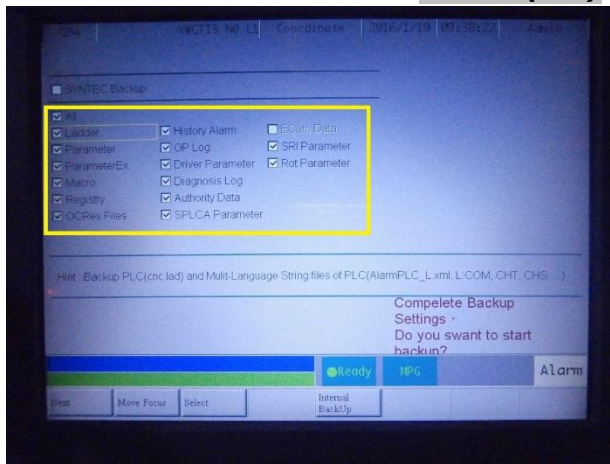 VWGT13 N0 L1 Coordinate 2016/1/19 09:38:22 Admin
SYNTEC Backup
All
Ladder History Alarm ECam Data
Parameter OP Log SRI Parameter
ParameterEx Driver Parameter Rot Parameter
Macro Diagnosis Log
Registry Authority Data
OCRes Files SPLCA Parameter
Hint : Backup PLC(cnc.lad) and Mulit-Language String files of PLC(AlarmPLC_L.xml, L:COM, CHT, CHS...)
Compelete Backup
Settings
Do you swant to start
backup?
Ready MPG Alarm
Next Move Focus Select Internal
BackUp